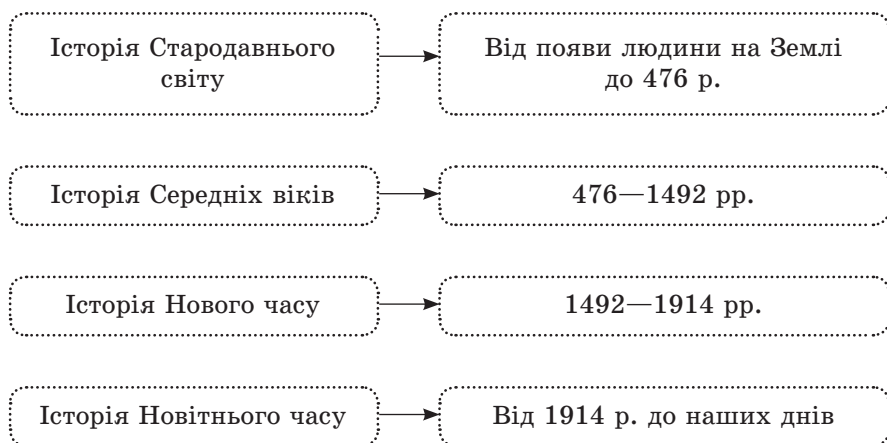 Історія Стародавнього
світу
Від появи людини на Землі
до 476 р.
Історія Середніх віків
476—1492 рр.
Історія Нового часу
1492—1914 рр.
Історія Новітнього часу
Від 1914 р. до наших днів